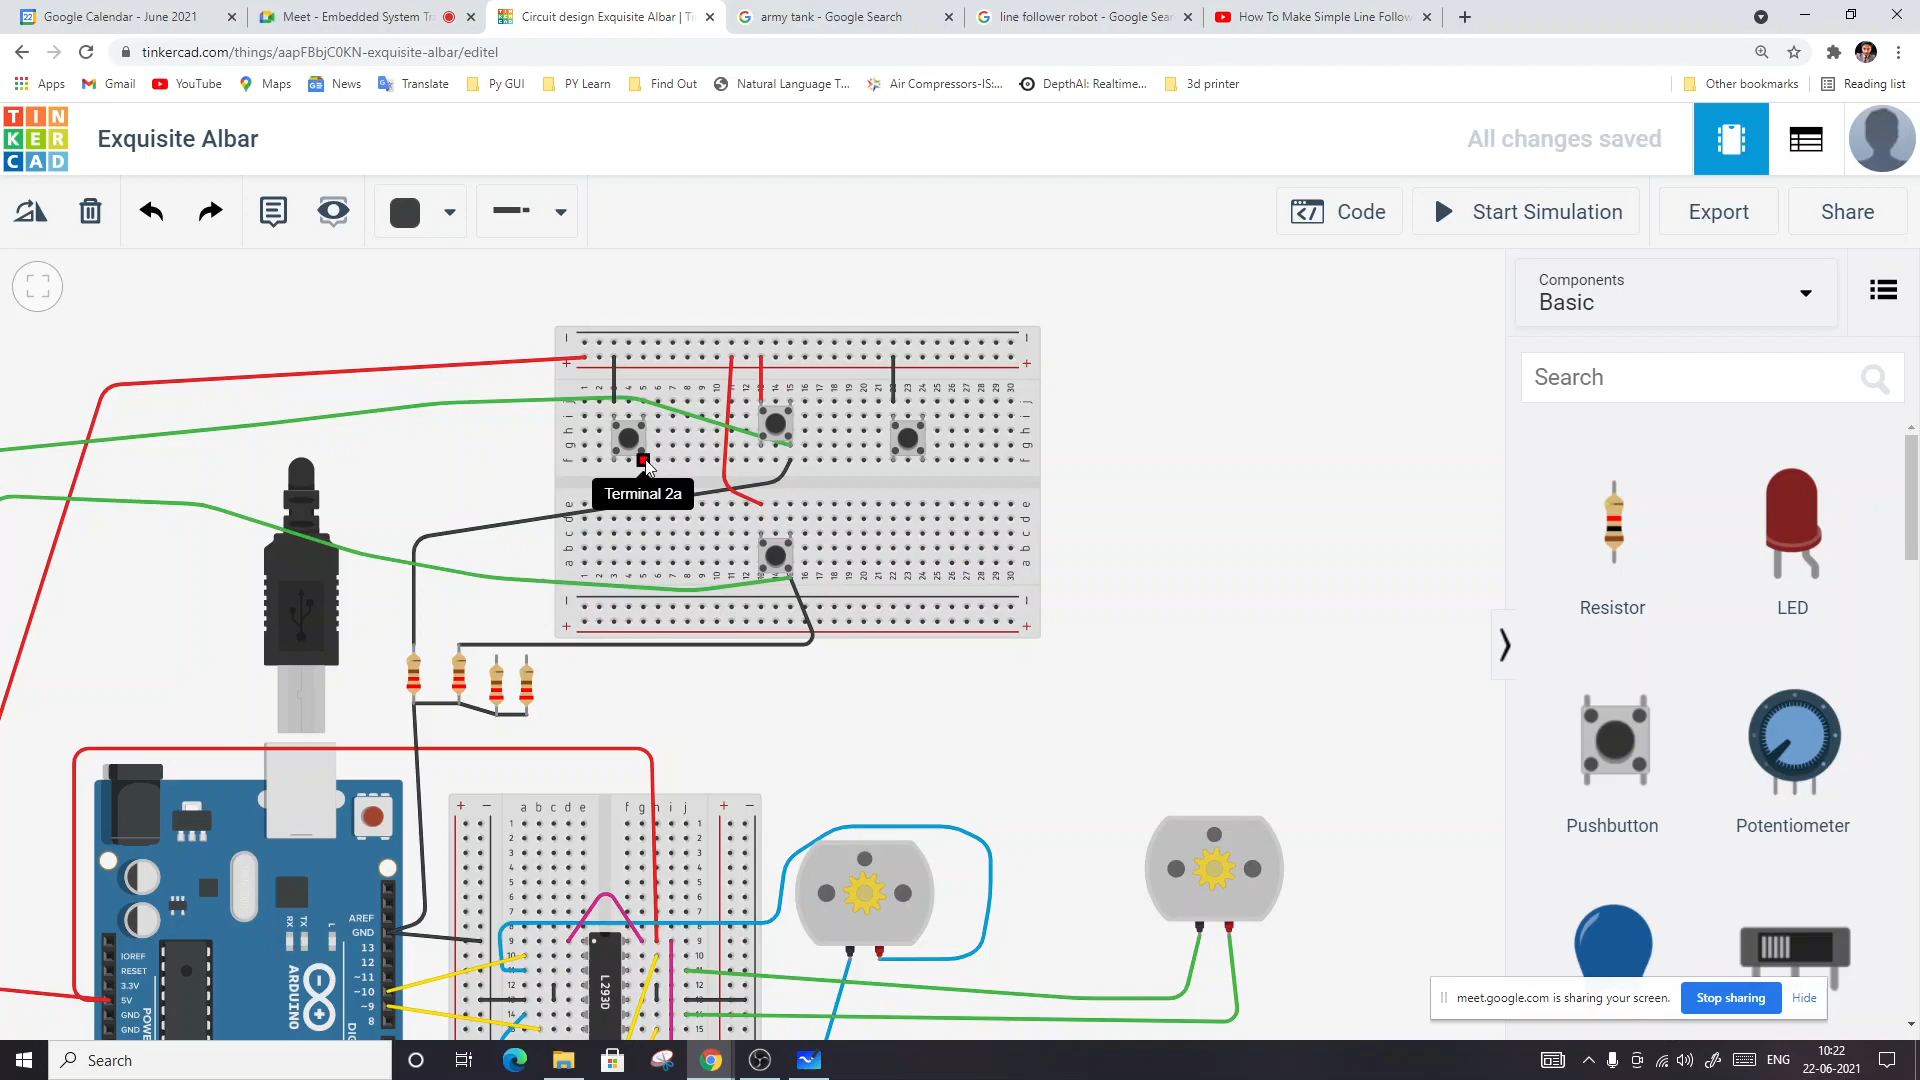 Google Calendar - June 2021
Meet - Embedded System Tra
Circuit design Exquisite Albar | Ti
army tank - Google Search
line follower robot - Google Sear
How To Make Simple Line Follow
tinkercad.com/things/aapFBbjC0KN-exquisite-albar/editel
Apps
Gmail
YouTube
Maps
News
Translate
Py GUI
PY Learn
Find Out
Natural Language T...
Air Compressors-IS:...
DepthAI: Realtime...
3d printer
Other bookmarks
Reading list
TIN
KER
CAD
Exquisite Albar
All changes saved
Code
Start Simulation
Export
Share
Components
Basic
Search
Terminal 2a
Resistor
LED
Pushbutton
Potentiometer
AREF
GND
13
12
~11
~10
~9
8
IOREF
RESET
3.3V
5V
GND
GND
POWER
RX
TX
L
ARDUINO
L293D
meet.google.com is sharing your screen.
Stop sharing
Hide
Search
ENG
10:22
22-06-2021